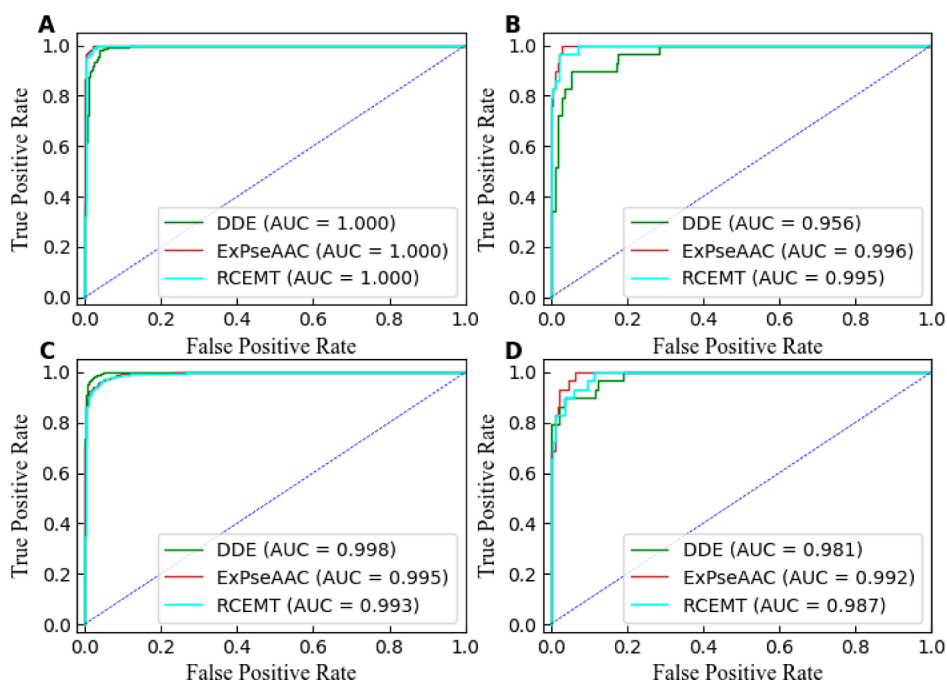 A
True Positive Rate
1.0
0.8
0.6
0.4
0.2
0.0
DDE (AUC = 1.000)
ExPseAAC (AUC = 1.000)
RCEMT (AUC = 1.000)
0.0 0.2 0.4 0.6 0.8 1.0
False Positive Rate
B
True Positive Rate
1.0
0.8
0.6
0.4
0.2
0.0
DDE (AUC = 0.956)
ExPseAAC (AUC = 0.996)
RCEMT (AUC = 0.995)
0.0 0.2 0.4 0.6 0.8 1.0
False Positive Rate
C
True Positive Rate
1.0
0.8
0.6
0.4
0.2
0.0
DDE (AUC = 0.998)
ExPseAAC (AUC = 0.995)
RCEMT (AUC = 0.993)
0.0 0.2 0.4 0.6 0.8 1.0
False Positive Rate
D
True Positive Rate
1.0
0.8
0.6
0.4
0.2
0.0
DDE (AUC = 0.981)
ExPseAAC (AUC = 0.992)
RCEMT (AUC = 0.987)
0.0 0.2 0.4 0.6 0.8 1.0
False Positive Rate